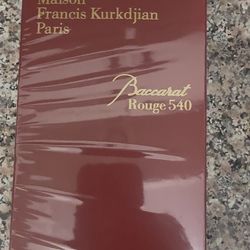 Maison
Francis Kurkdjian
Paris
Baccarat
Rouge 540